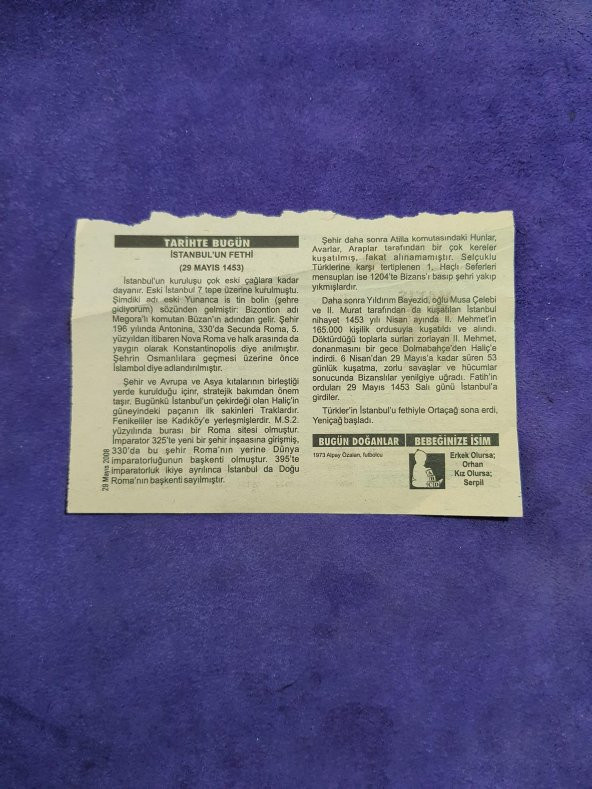 TARİHTE BUGÜN
İSTANBUL'UN FETHİ
(29 MAYIS 1453)
İstanbul'un kuruluşu çok eski çağlara kadar
dayanır. Eski İstanbul 7 tepe üzerine kurulmuştu.
Şimdiki adı eski Yunanca is tin bolin (şehre
gidiyorum) sözünden gelmiştir. Bizontion adı
Megora'lı komutan Büzan'ın adından gelir. Şehir
196 yılında Antonina, 330'da Secunda Roma, 5.
yüzyıldan itibaren Nova Roma ve halk arasında da
yaygın olarak Konstantinopolis diye anılmıştır.
Şehrin Osmanlılara geçmesi üzerine önce
İslambol diye adlandırılmıştır.
Şehir ve Avrupa ve Asya kıtalarının birleştiği
yerde kurulduğu içinr, stratejik bakımdan önem
taşır. Bugünkü İstanbul'un çekirdeği olan Haliç'in
güneyindeki paçanın ilk sakinleri Traklardır.
Fenikeliler ise Kadıköy'e yerleşmişlerdir. M.S.2.
yüzyılında burası bir Roma sitesi olmuştur.
İmparator 325'te yeni bir şehir inşaasına girişmiş,
330'da bu şehir Roma'nın yerine Dünya
imparatorluğunun başkenti olmuştur. 395'te
imparatorluk ikiye ayrılınca İstanbul da Doğu
Roma'nın başkenti sayılmıştır.
29 Mayıs 2008
Şehir daha sonra Atilla komutasındaki Hunlar,
Avarlar, Araplar tarafından bir çok kereler
kuşatılmış, fakat alınamamıştır. Selçuklu
Türklerine karşı tertiplenen 1. Haçlı Seferleri
mensupları ise 1204'te Bizans'ı basıp şehri yakıp
yıkmışlardır.
Daha sonra Yıldırım Bayezid, oğlu Musa Çelebi
ve II. Murat tarafından da kuşatılan İstanbul
nihayet 1453 yılı Nisan ayında II. Mehmet'in
165.000 kişilik ordusuyla kuşatıldı ve alındı.
Döktürdüğü toplarla surları zorlayan II. Mehmet,
donanmasını bir gece Dolmabahçe'den Haliç'e
indirdi. 6 Nisan'dan 29 Mayıs'a kadar süren 53
günlük kuşatma, zorlu savaşlar ve hücumlar
sonucunda Bizanslılar yenilgiye uğradı. Fatih'in
orduları 29 Mayıs 1453 Salı günü İstanbul'a
girdiler.
Türkler'in İstanbul'u fethiyle Ortaçağ sona erdi,
Yeniçağ başladı.
BUGÜN DOĞANLAR
1973 Alpay Özalan, futbolcu
BEBEĞİNİZE İSİM
Erkek Olursa;
Orhan
Kız Olursa;
Serpil